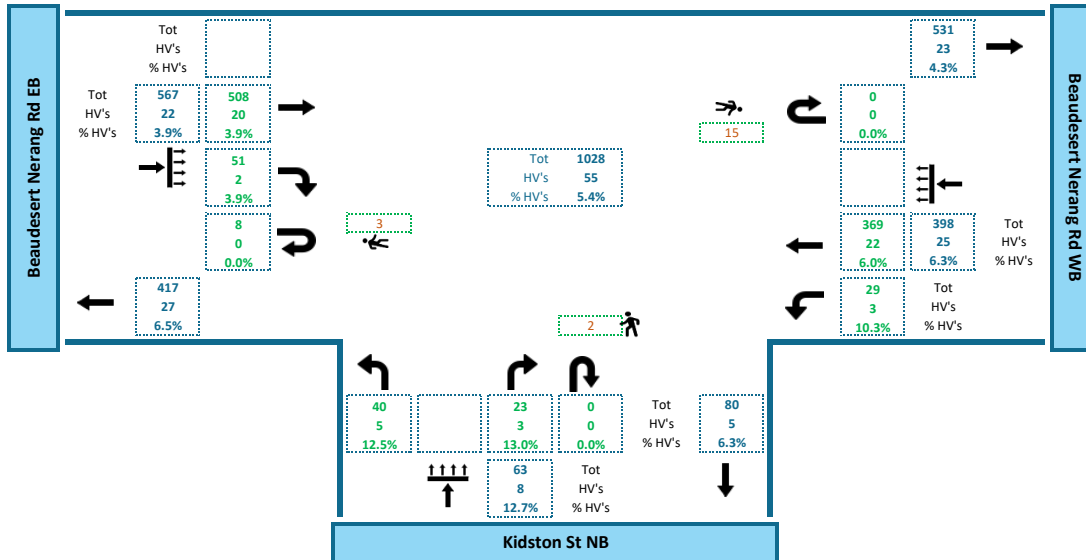 Beaudesert Nerang Rd EB
Tot
HV's
% HV's
Tot 567 508
HV's 22 20
% HV's 3.9% 3.9%
51
2
3.9%
8
0
0.0%
3
417
27
6.5%
Tot 1028
HV's 55
% HV's 5.4%
531
23
4.3%
15
0
0
0.0%
369 398 Tot
22 25 HV's
6.0% 6.3% % HV's
29 Tot
3 HV's
10.3% % HV's
Beaudesert Nerang Rd WB
2
40 23 0 Tot 80
5 3 0 HV's 5
12.5% 13.0% 0.0% % HV's 6.3%
63 Tot
8 HV's
12.7% % HV's
Kidston St NB